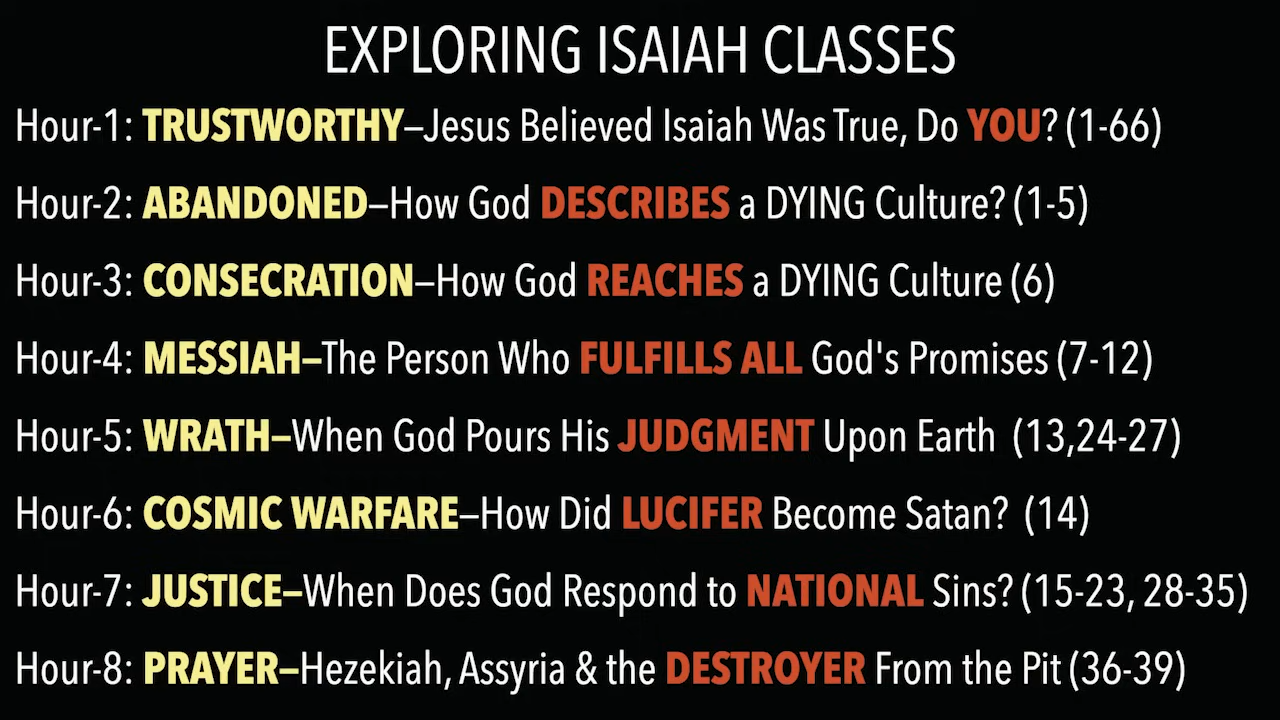 EXPLORING ISAIAH CLASSES
Hour-1: TRUSTWORTHY–Jesus Believed Isaiah Was True, Do YOU? (1-66)
Hour-2: ABANDONED–How God DESCRIBES a DYING Culture? (1-5)
Hour-3: CONSECRATION–How God REACHES a DYING Culture (6)
Hour-4: MESSIAH–The Person Who FULFILLS ALL God's Promises (7-12)
Hour-5: WRATH–When God Pours His JUDGMENT Upon Earth (13,24-27)
Hour-6: COSMIC WARFARE–How Did LUCIFER Become Satan? (14)
Hour-7: JUSTICE–When Does God Respond to NATIONAL Sins? (15-23, 28-35)
Hour-8: PRAYER–Hezekiah, Assyria & the DESTROYER From the Pit (36-39)